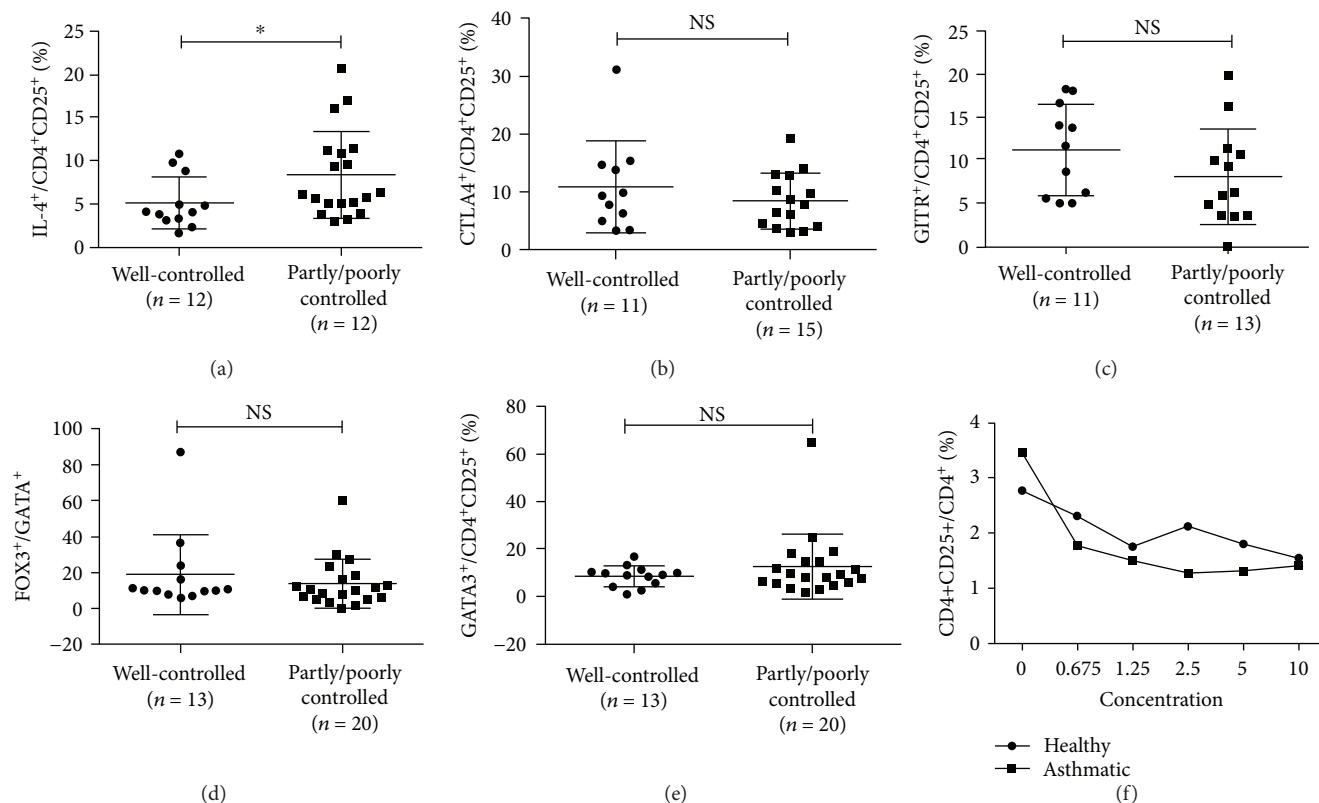 IL-4⁺/CD4⁺CD25⁺ (%)
25
20
15
10
5
0
*
Well-controlled
(n = 12)
Partly/poorly
controlled
(n = 12)
(a)
CTLA4⁺/CD4⁺CD25⁺ (%)
40
30
20
10
0
NS
Well-controlled
(n = 11)
Partly/poorly
controlled
(n = 15)
(b)
GITR⁺/CD4⁺CD25⁺ (%)
25
20
15
10
5
0
NS
Well-controlled
(n = 11)
Partly/poorly
controlled
(n = 13)
(c)
FOX3⁺/GATA⁺
100
80
60
40
20
0
−20
NS
Well-controlled
(n = 13)
Partly/poorly
controlled
(n = 20)
(d)
GATA3⁺/CD4⁺CD25⁺ (%)
80
60
40
20
0
−20
NS
Well-controlled
(n = 13)
Partly/poorly
controlled
(n = 20)
(e)
CD4+CD25+/CD4⁺ (%)
4
3
2
1
0
0 0.675 1.25 2.5 5 10
Concentration
Healthy
Asthmatic
(f)